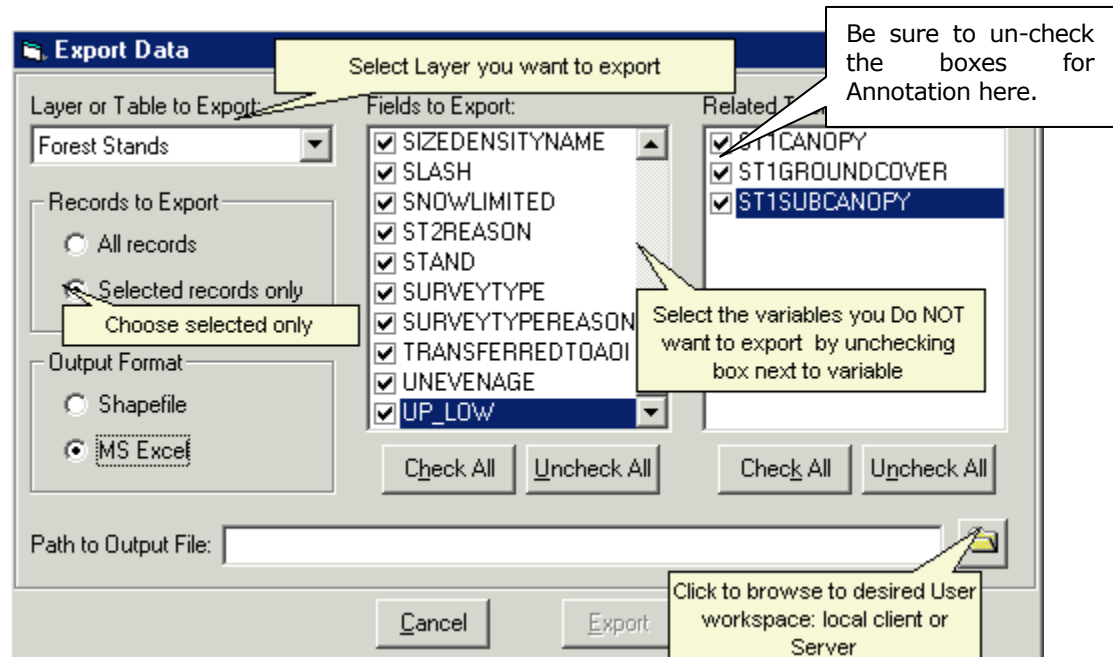 Export Data
Select Layer you want to export
Be sure to un-check
the boxes for
Annotation here.
Layer or Table to Export:
Forest Stands
Records to Export
All records
Selected records only
Choose selected only
Output Format
Shapefile
MS Excel
Fields to Export:
SIZEDENSITYNAME
SLASH
SNOWLIMITED
ST2REASON
STAND
SURVEYTYPE
SURVEYTYPEREASON
TRANSFERREDTOAOI
UNEVENAGE
UP_LOW
Check All
Uncheck All
Related
ST1CANOPY
ST1GROUNDCOVER
ST1SUBCANOPY
Select the variables you Do NOT
want to export by unchecking
box next to variable
Check All
Uncheck All
Path to Output File:
Click to browse to desired User
workspace: local client or
Server
Cancel
Export